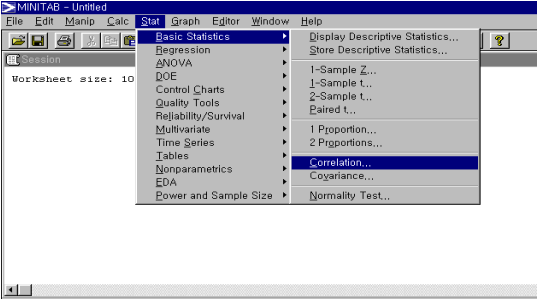 MINITAB - Untitled
File Edit Manip Calc Stat Graph Editor Window Help
Session
Worksheet size: 10
Basic Statistics
Regression
ANOVA
DOE
Control Charts
Quality Tools
Reliability/Survival
Multivariate
Time Series
Tables
Nonparametrics
EDA
Power and Sample Size
Display Descriptive Statistics...
Store Descriptive Statistics...
1-Sample Z...
1-Sample t...
2-Sample t...
Paired t...
1 Proportion...
2 Proportions...
Correlation...
Covariance...
Normality Test...